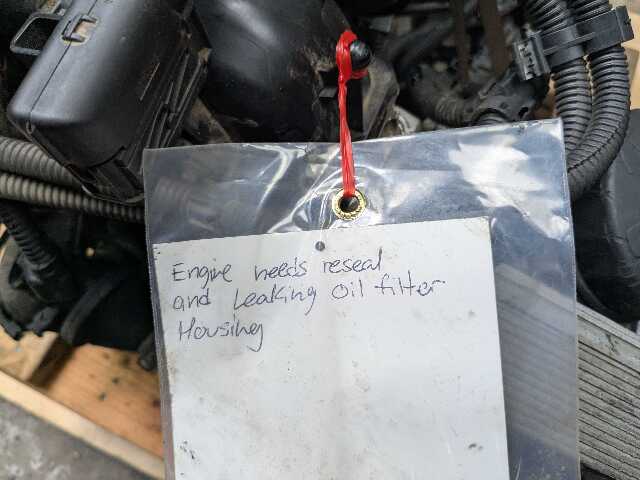 Engine needs reseal
and Leaking Oil filter
Housing